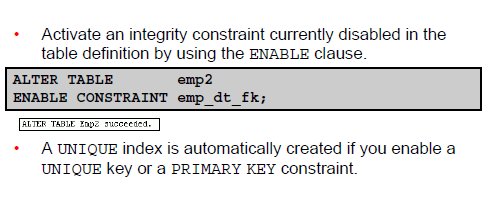 • Activate an integrity constraint currently disabled in the
table definition by using the ENABLE clause.
ALTER TABLE emp2
ENABLE CONSTRAINT emp_dt_fk;
ALTER TABLE Emp2 succeeded.
• A UNIQUE index is automatically created if you enable a
UNIQUE key or a PRIMARY KEY constraint.